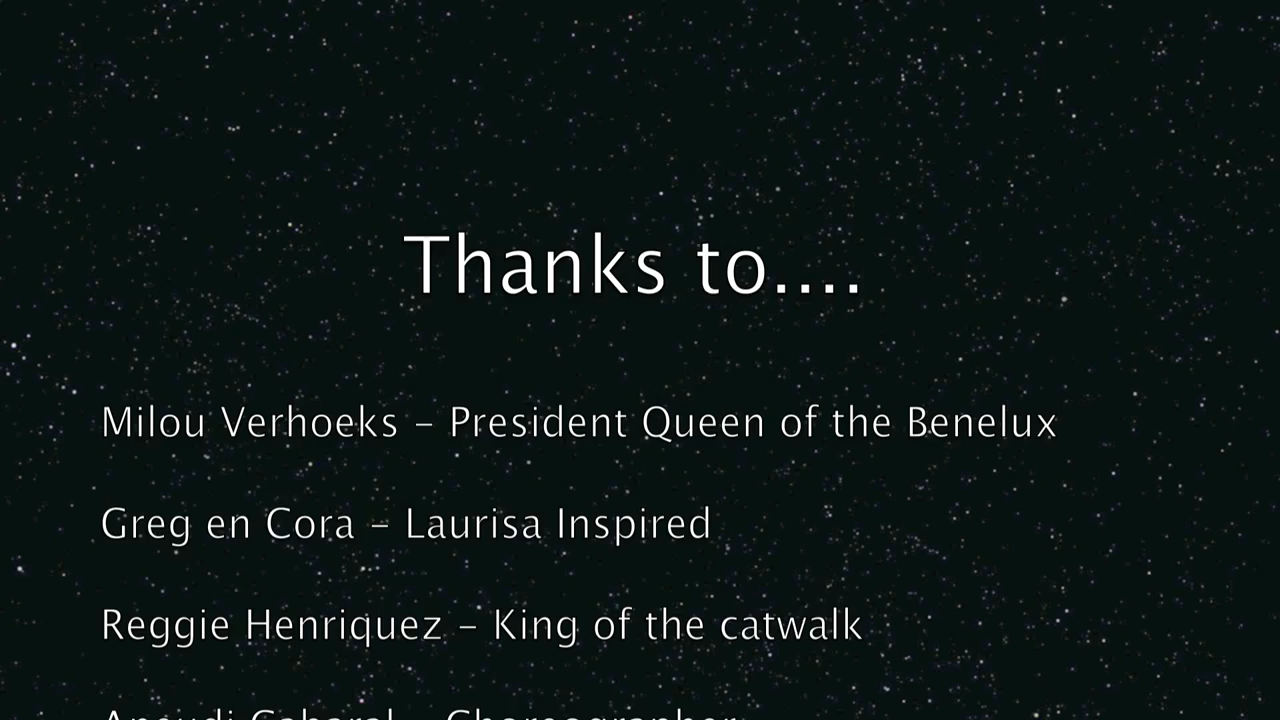 Thanks to....
Milou Verhoeks – President Queen of the Benelux
Greg en Cora – Laurisa Inspired
Reggie Henriquez – King of the catwalk
Choreographer